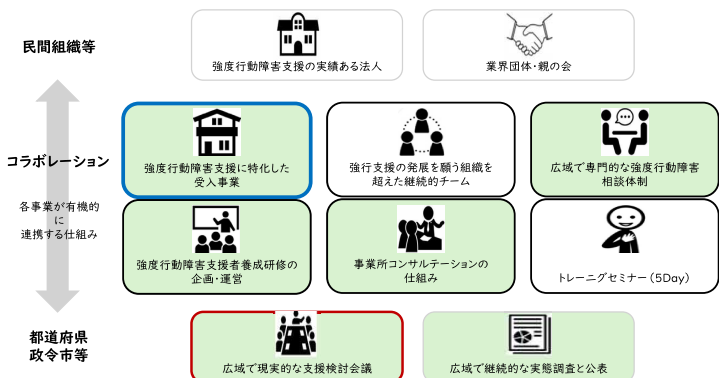 民間組織等
強度行動障害支援の実績ある法人
業界団体・親の会
コラボレーション
各事業が有機的
に
連携する仕組み
強度行動障害支援に特化した
受入事業
強行支援の発展を願う組織を
超えた継続的チーム
広域で専門的な強度行動障害
相談体制
強度行動障害支援者養成研修の
企画・運営
事業所コンサルテーションの
仕組み
トレーニグセミナー（5Day）
都道府県
政令市等
広域で現実的な支援検討会議
広域で継続的な実態調査と公表